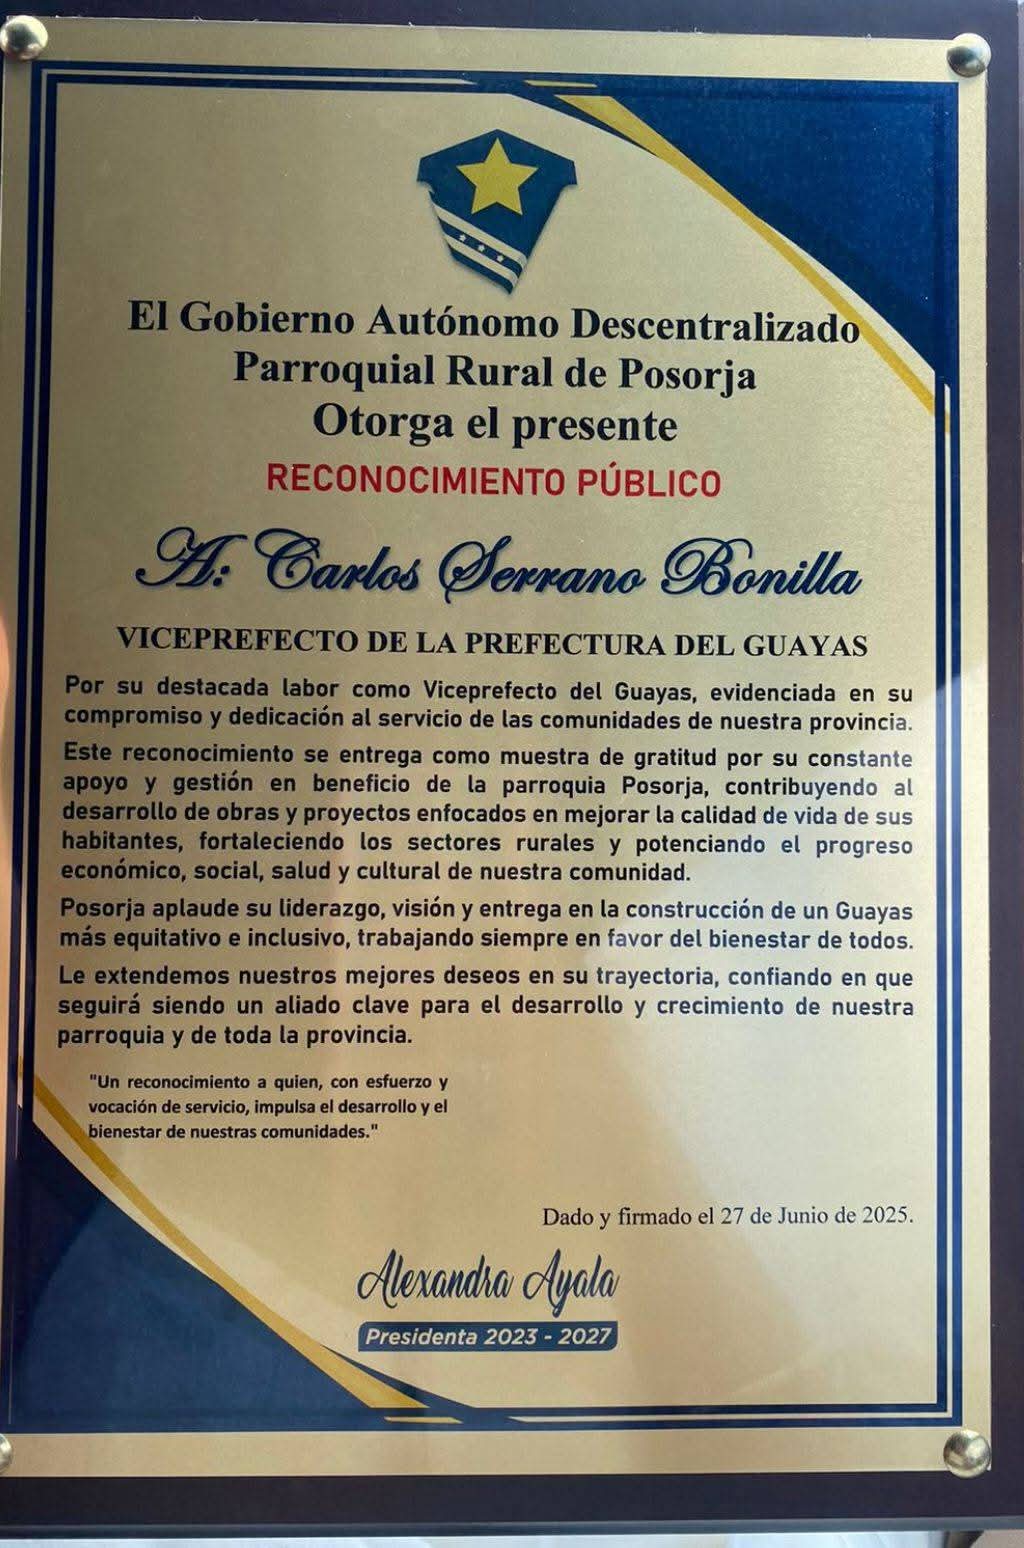 El Gobierno Autónomo Descentralizado
Parroquial Rural de Posorja
Otorga el presente
RECONOCIMIENTO PÚBLICO
A: Carlos Serrano Bonilla
VICEPREFECTO DE LA PREFECTURA DEL GUAYAS
Por su destacada labor como Viceprefecto del Guayas, evidenciada en su
compromiso y dedicación al servicio de las comunidades de nuestra provincia.
Este reconocimiento se entrega como muestra de gratitud por su constante
apoyo y gestión en beneficio de la parroquia Posorja, contribuyendo al
desarrollo de obras y proyectos enfocados en mejorar la calidad de vida de sus
habitantes, fortaleciendo los sectores rurales y potenciando el progreso
económico, social, salud y cultural de nuestra comunidad.
Posorja aplaude su liderazgo, visión y entrega en la construcción de un Guayas
más equitativo e inclusivo, trabajando siempre en favor del bienestar de todos.
Le extendemos nuestros mejores deseos en su trayectoria, confiando en que
seguirá siendo un aliado clave para el desarrollo y crecimiento de nuestra
parroquia y de toda la provincia.
"Un reconocimiento a quien, con esfuerzo y
vocación de servicio, impulsa el desarrollo y el
bienestar de nuestras comunidades."
Dado y firmado el 27 de Junio de 2025.
Alexandra Ayala
Presidenta 2023 - 2027